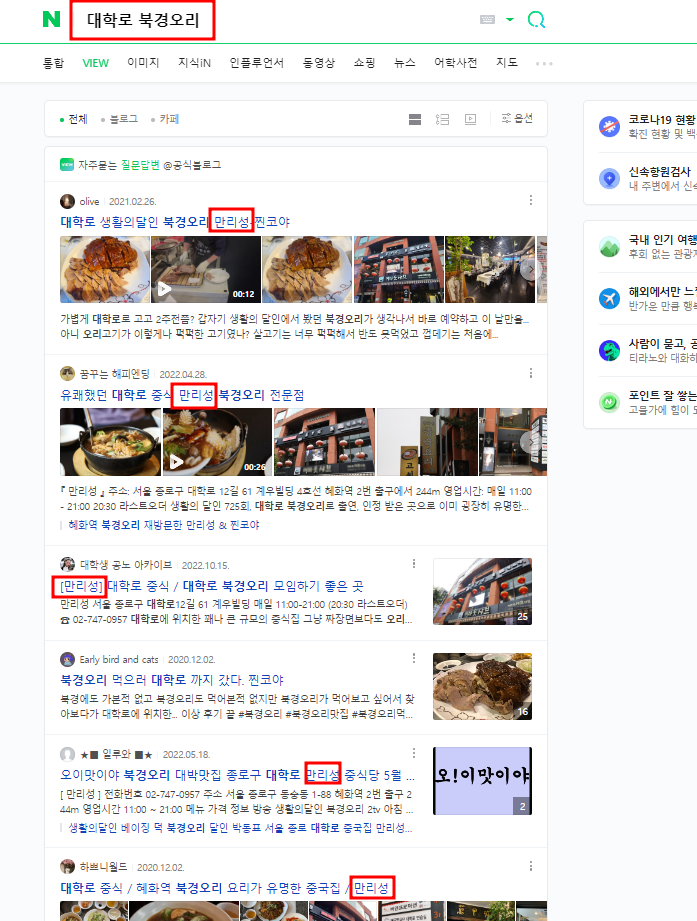 N 대학로 북경오리
통합 VIEW 이미지 지식iN 인플루언서 동영상 쇼핑 뉴스 어학사전 지도
전체 블로그 카페 옵션
VIEW 자주묻는 질문답변 @공식블로그
olive 2021.02.26.
대학로 생활의달인 북경오리 만리성 찐코야
00:12
가볍게 대학로로 고고 2주전쯤? 갑자기 생활의 달인에서 봤던 북경오리가 생각나서 바로 예약하고 이 날만을...
아니 오리고기가 이렇게나 퍽퍽한 고기였나? 살고기는 너무 퍽퍽해서 반도 못먹었고 껍데기는 처음에...
꿈꾸는 해피엔딩 2022.04.28.
유쾌했던 대학로 중식 만리성 북경오리 전문점
00:26
『 만리성 』 주소: 서울 종로구 대학로 12길 61 계우빌딩 4호선 혜화역 2번 출구에서 244m 영업시간: 매일 11:00
- 21:00 20:30 라스트오더 생활의 달인 725회, 대학로 북경오리로 출연, 인정 받은 곳으로 이미 굉장히 유명한...
혜화역 북경오리 재방문한 만리성 & 찐코야
대학생 공노 아카이브 2022.10.15.
[만리성] 대학로 중식 / 대학로 북경오리 모임하기 좋은 곳
만리성 서울 종로구 대학로12길 61 계우빌딩 매일 11:00-21:00 (20:30 라스트오더)
☎ 02-747-0957 대학로에 위치한 꽤나 큰 규모의 중식집 그냥 짜장면보다도 오리...
25
Early bird and cats 2020.12.02.
북경오리 먹으러 대학로 까지 갔다. 찐코야
북경에도 가본적 없고 북경오리도 먹어본적 없지만 북경오리가 먹어보고 싶어서 찾
아보다가 대학로에 위치한... 이상 후기 끝 #북경오리 #북경오리맛집 #북경오리먹...
16
★■ 일루와 ■★ 2022.05.18.
오이맛이야 북경오리 대박맛집 종로구 대학로 만리성 중식당 5월 ...
[ 만리성 ] 전화번호 02-747-0957 주소 서울 종로구 동숭동 1-88 혜화역 2번 출구 2
44m 영업시간 11:00 ~ 21:00 메뉴 가격 정보 방송 생활의달인 북경오리 2tv 아침 ...
생활의달인 베이징 덕 북경오리 달인 박동표 서울 종로 대학로 중국집 만리성...
오!이맛이야
2
하쁘니월드 2020.12.02.
대학로 중식 / 혜화역 북경오리 요리가 유명한 중국집 / 만리성
코로나19 현황
확진 현황 및 백
신속항원검사
내 주변에서 신속
국내 인기 여행
후회 없는 관광지
해외에서만 느
반가운 만큼 행복
사람이 묻고, 공
티라노와 대화하
포인트 잘 쌓는
고물가에 힘이 되